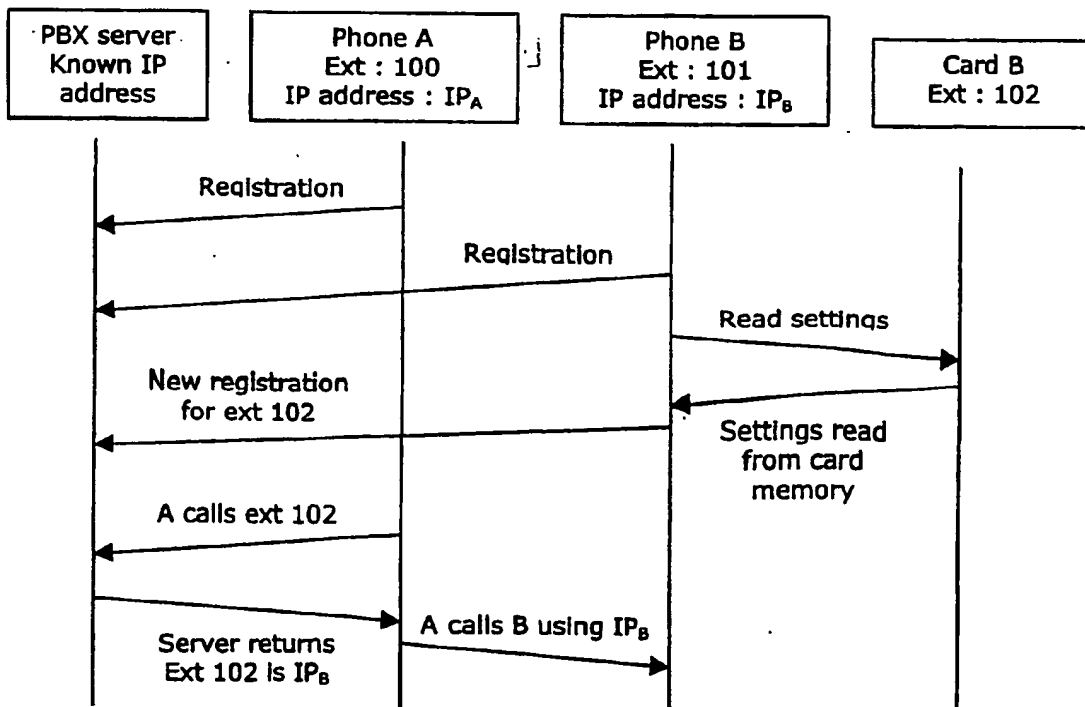 PBX server
Known IP
address
Phone A
Ext : 100
IP address : IPA
Phone B
Ext : 101
IP address : IPB
Card B
Ext : 102
Registration
Registration
Read settings
New registration
for ext 102
Settings read
from card
memory
A calls ext 102
Server returns
Ext 102 is IPB
A calls B using IPB